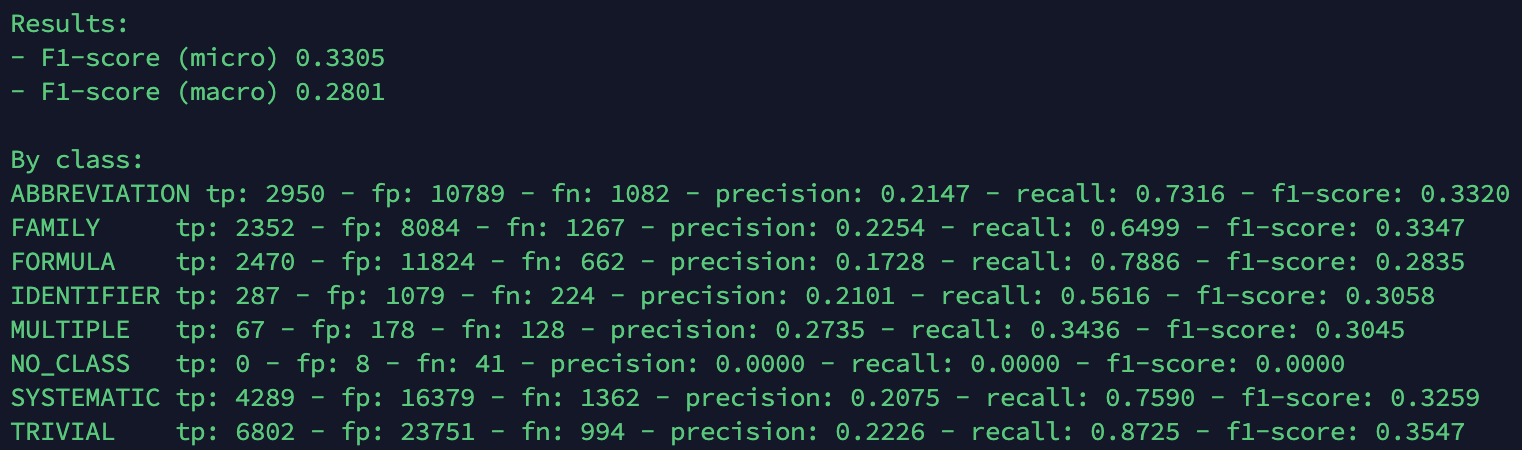 Results:
- F1-score (micro) 0.3305
- F1-score (macro) 0.2801

By class:
ABBREVIATION tp: 2950 - fp: 10789 - fn: 1082 - precision: 0.2147 - recall: 0.7316 - f1-score: 0.3320
FAMILY     tp: 2352 - fp: 8084 - fn: 1267 - precision: 0.2254 - recall: 0.6499 - f1-score: 0.3347
FORMULA    tp: 2470 - fp: 11824 - fn: 662 - precision: 0.1728 - recall: 0.7886 - f1-score: 0.2835
IDENTIFIER tp: 287 - fp: 1079 - fn: 224 - precision: 0.2101 - recall: 0.5616 - f1-score: 0.3058
MULTIPLE   tp: 67 - fp: 178 - fn: 128 - precision: 0.2735 - recall: 0.3436 - f1-score: 0.3045
NO_CLASS   tp: 0 - fp: 8 - fn: 41 - precision: 0.0000 - recall: 0.0000 - f1-score: 0.0000
SYSTEMATIC tp: 4289 - fp: 16379 - fn: 1362 - precision: 0.2075 - recall: 0.7590 - f1-score: 0.3259
TRIVIAL    tp: 6802 - fp: 23751 - fn: 994 - precision: 0.2226 - recall: 0.8725 - f1-score: 0.3547